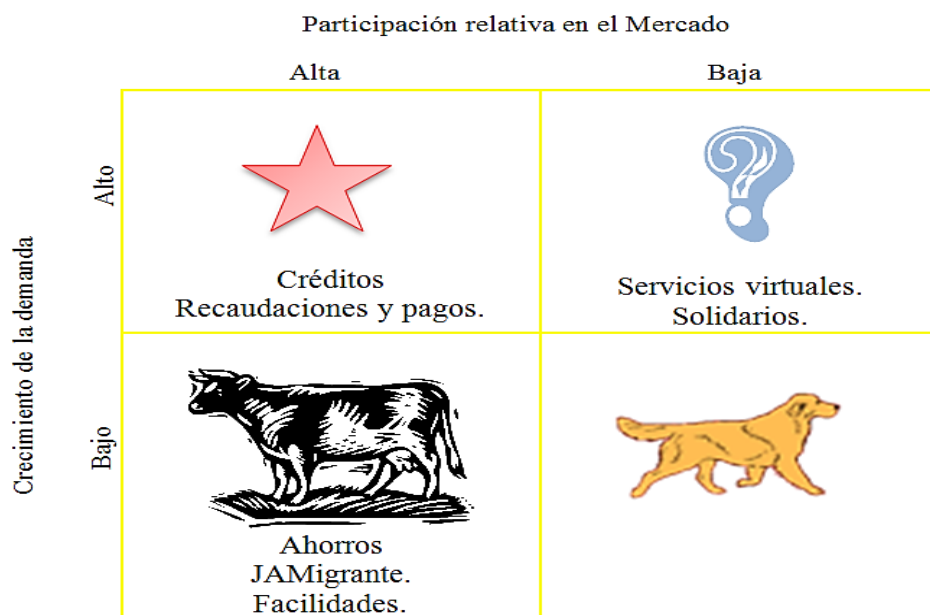 Participación relativa en el Mercado
Alta
Baja
Crecimiento de la demanda
Alto
Créditos
Recaudaciones y pagos.
Servicios virtuales.
Solidarios.
Bajo
Ahorros
JAMigrante.
Facilidades.